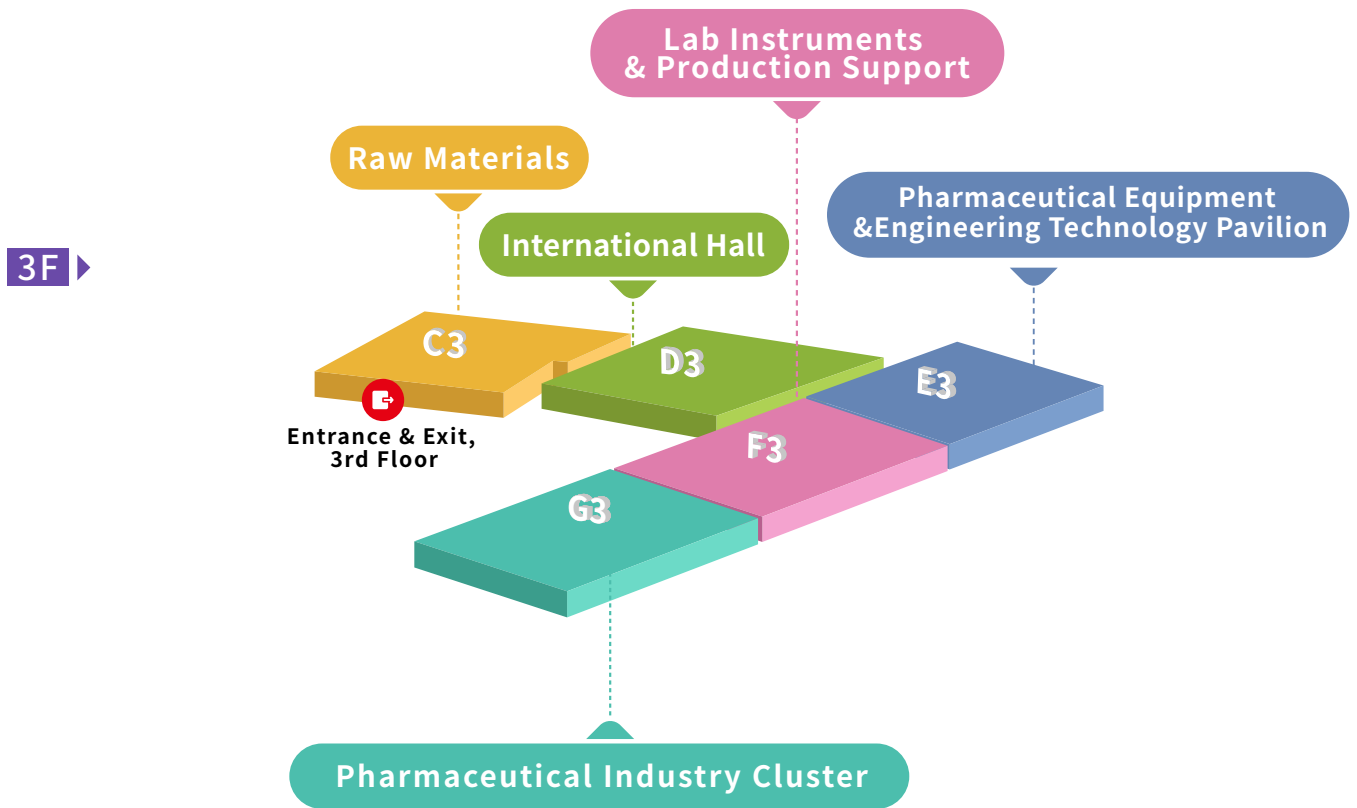 Lab Instruments
& Production Support
Raw Materials
Pharmaceutical Equipment
&Engineering Technology Pavilion
International Hall
3F
C3
D3
E3
Entrance & Exit,
3rd Floor
F3
G3
Pharmaceutical Industry Cluster